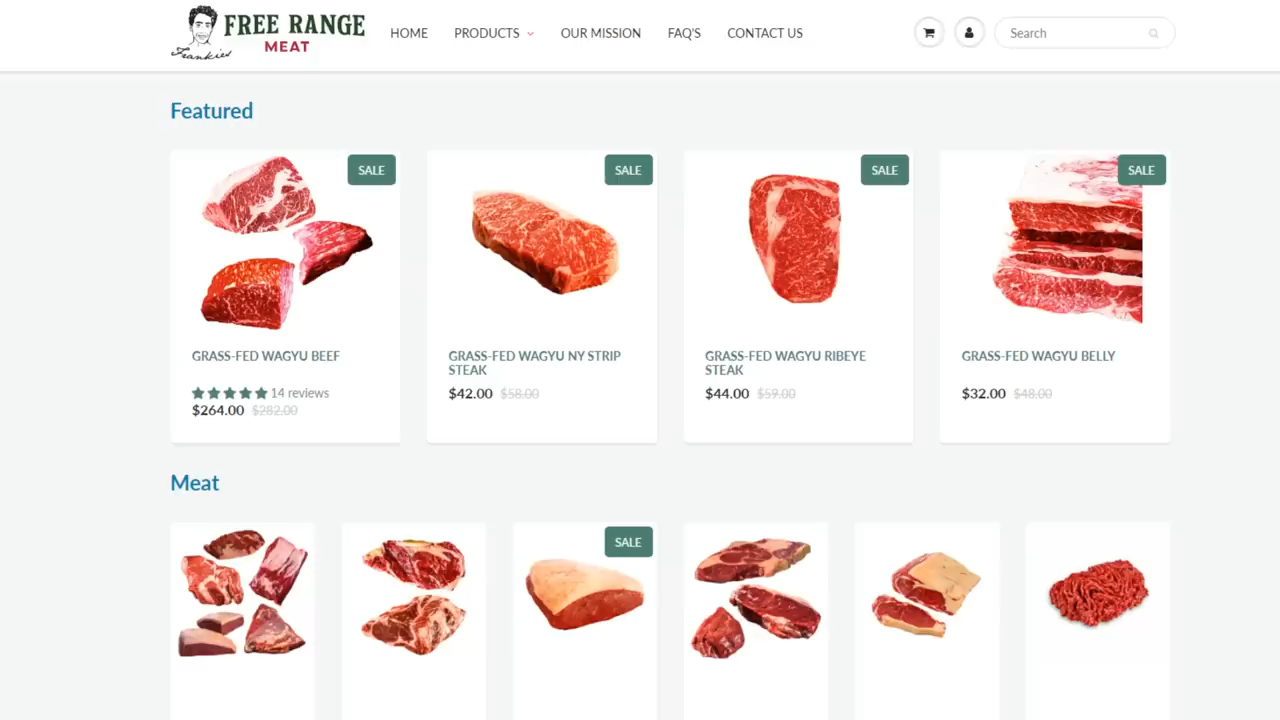 FREE RANGE
MEAT
Frankies
HOME
PRODUCTS
OUR MISSION
FAQ'S
CONTACT US
Search
Featured
SALE
SALE
SALE
SALE
GRASS-FED WAGYU BEEF
14 reviews
$264.00 $282.00
GRASS-FED WAGYU NY STRIP
STEAK
$42.00 $58.00
GRASS-FED WAGYU RIBEYE
STEAK
$44.00 $59.00
GRASS-FED WAGYU BELLY
$32.00 $48.00
Meat
SALE